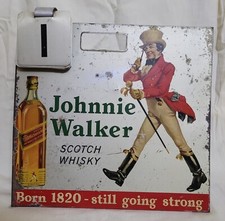 Johnnie
Walker
SCOTCH
WHISKY
Born 1820 - still going strong